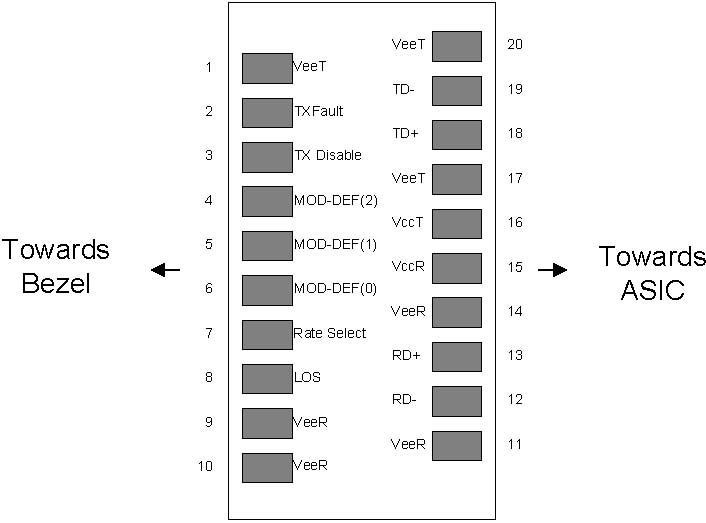 VeeT 20
1 VeeT
TD- 19
2 TXFault
TD+ 18
3 TX Disable
VeeT 17
4 MOD-DEF(2)
VccT 16
5 MOD-DEF(1)
Towards
Bezel
VccR 15
Towards
ASIC
6 MOD-DEF(0)
VeeR 14
7 Rate Select
RD+ 13
8 LOS
RD- 12
9 VeeR
VeeR 11
10 VeeR